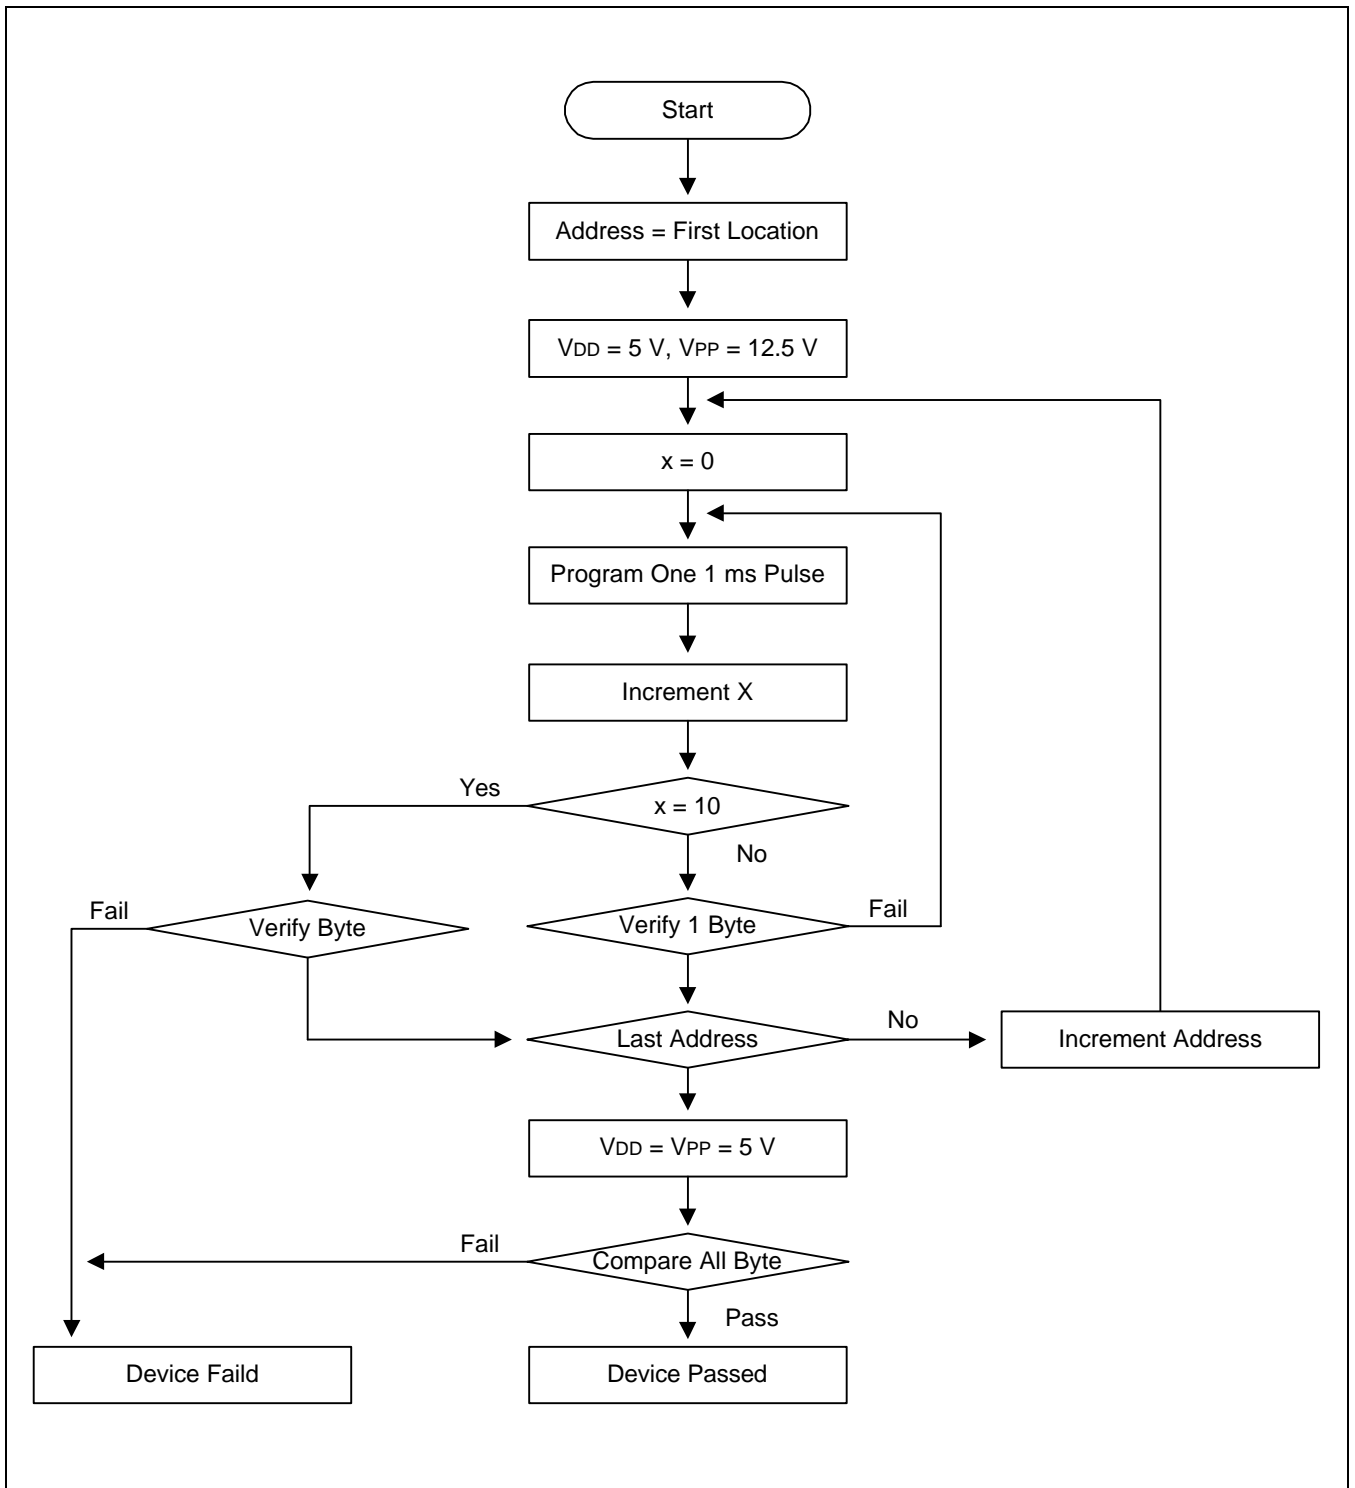 Start
Address = First Location
VDD = 5 V, VPP = 12.5 V
x = 0
Program One 1 ms Pulse
Increment X
Yes
x = 10
No
Fail
Verify Byte
Verify 1 Byte
Fail
Last Address
No
Increment Address
VDD = VPP = 5 V
Fail
Compare All Byte
Pass
Device Faild
Device Passed